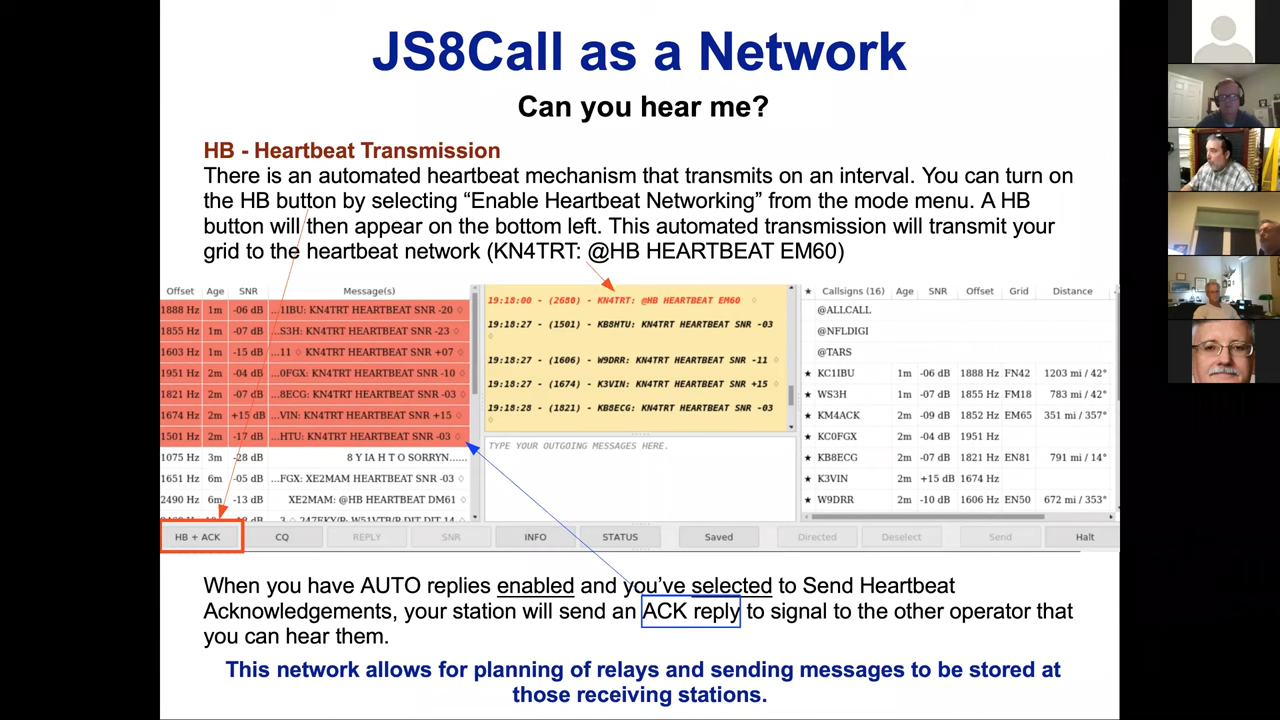 JS8Call as a Network
Can you hear me?
HB - Heartbeat Transmission
There is an automated heartbeat mechanism that transmits on an interval. You can turn on
the HB button by selecting “Enable Heartbeat Networking” from the mode menu. A HB
button will then appear on the bottom left. This automated transmission will transmit your
grid to the heartbeat network (KN4TRT: @HB HEARTBEAT EM60)
Offset Age SNR Message(s)
1888 Hz 1m -06 dB ...1IBU: KN4TRT HEARTBEAT SNR -20 ♢
1855 Hz 1m -07 dB ...S3H: KN4TRT HEARTBEAT SNR -23 ♢
1603 Hz 1m -15 dB ...11 ♢ KN4TRT HEARTBEAT SNR +07 ♢
1951 Hz 2m -04 dB ...0FGX: KN4TRT HEARTBEAT SNR -10 ♢
1821 Hz 2m -07 dB ...8ECG: KN4TRT HEARTBEAT SNR -03 ♢
1674 Hz 2m +15 dB ...VIN: KN4TRT HEARTBEAT SNR +15 ♢
1501 Hz 2m -17 dB ...HTU: KN4TRT HEARTBEAT SNR -03 ♢
1075 Hz 3m -28 dB 8 Y IA H T O SORRYN......
1651 Hz 6m -05 dB ...FGX: XE2MAM HEARTBEAT SNR -03 ♢
2490 Hz 6m -13 dB XE2MAM: @HB HEARTBEAT DM61 ♢
19:18:00 - (2680) - KN4TRT: @HB HEARTBEAT EM60 ♢
19:18:27 - (1501) - KB8HTU: KN4TRT HEARTBEAT SNR -03
♢
19:18:27 - (1606) - W9DRR: KN4TRT HEARTBEAT SNR -11 ♢
19:18:27 - (1674) - K3VIN: KN4TRT HEARTBEAT SNR +15 ♢
19:18:28 - (1821) - KB8ECG: KN4TRT HEARTBEAT SNR -03
♢
TYPE YOUR OUTGOING MESSAGES HERE.
★ Callsigns (16) Age SNR Offset Grid Distance
@ALLCALL
@NFLDIGI
@TARS
★ KC1IBU 1m -06 dB 1888 Hz FN42 1203 mi / 42°
★ WS3H 1m -07 dB 1855 Hz FM18 783 mi / 42°
★ KM4ACK 2m -09 dB 1852 Hz EM65 351 mi / 357°
★ KC0FGX 2m -04 dB 1951 Hz
★ KB8ECG 2m -07 dB 1821 Hz EN81 791 mi / 14°
★ K3VIN 2m +15 dB 1674 Hz
★ W9DRR 2m -10 dB 1606 Hz EN50 672 mi / 353°
HB + ACK CQ REPLY SNR INFO STATUS Saved Directed Deselect Send Halt
When you have AUTO replies enabled and you’ve selected to Send Heartbeat
Acknowledgements, your station will send an ACK reply to signal to the other operator that
you can hear them.
This network allows for planning of relays and sending messages to be stored at
those receiving stations.